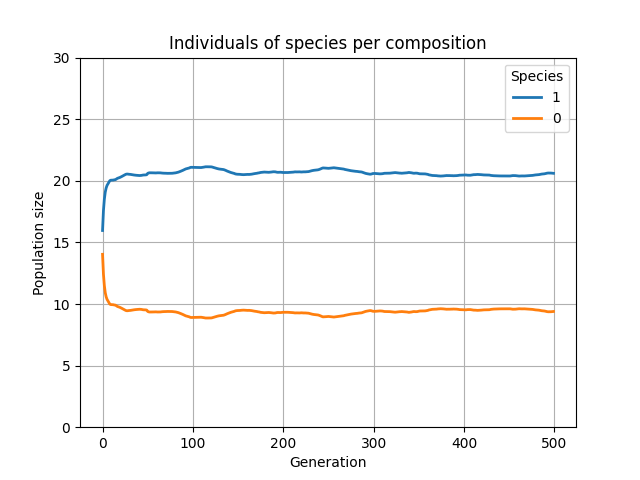 Individuals of species per composition
Species
1
0
30
25
20
15
10
5
0
Population size
0 100 200 300 400 500
Generation